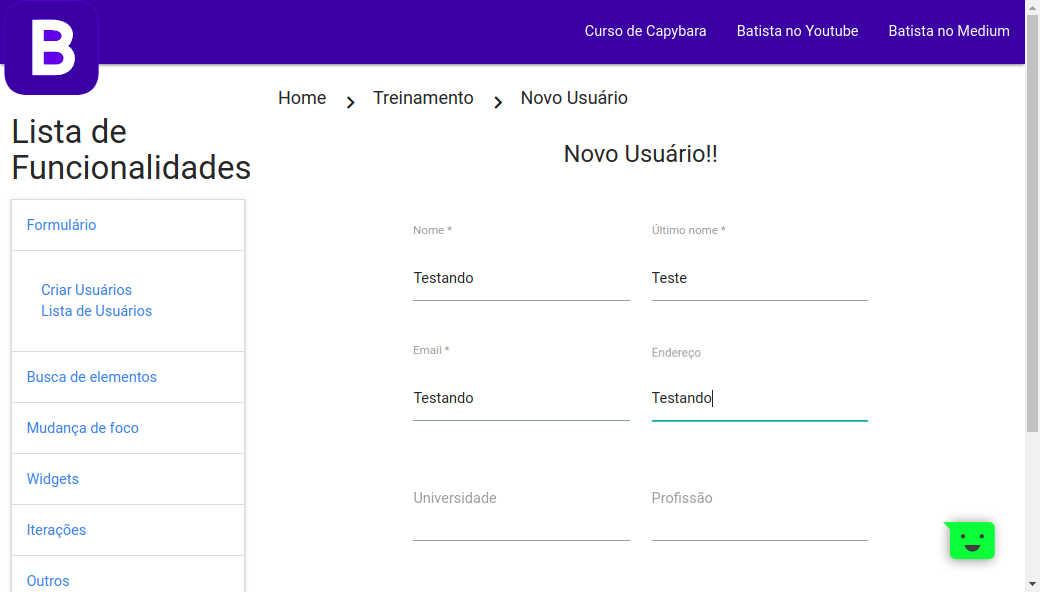 B
Curso de Capybara Batista no Youtube Batista no Medium
Home Treinamento Novo Usuário
Lista de
Funcionalidades
Formulário
Criar Usuários
Lista de Usuários
Busca de elementos
Mudança de foco
Widgets
Iterações
Outros
Novo Usuário!!
Nome * Último nome *
Testando Teste
Email * Endereço
Testando Testando
Universidade Profissão